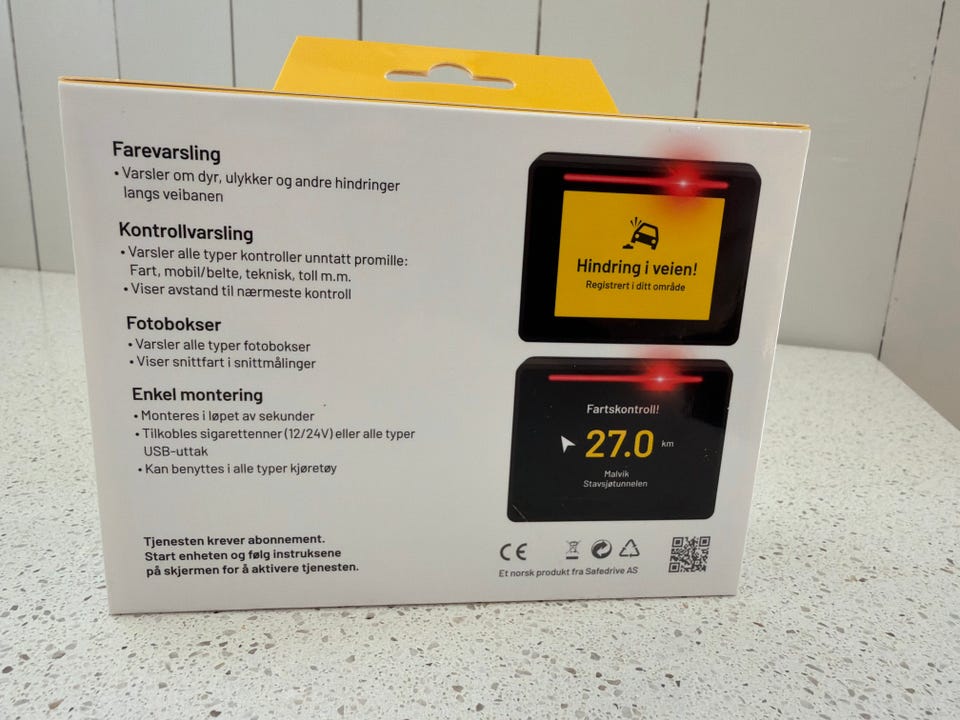 Farevarsling
• Varsler om dyr, ulykker og andre hindringer
langs veibanen
Kontrollvarsling
• Varsler alle typer kontroller unntatt promille:
Fart, mobil/belte, teknisk, toll m.m.
• Viser avstand til nærmeste kontroll
Fotobokser
• Varsler alle typer fotobokser
• Viser snittfart i snittmålinger
Enkel montering
• Monteres i løpet av sekunder
• Tilkobles sigarettenner (12/24V) eller alle typer
USB-uttak
• Kan benyttes i alle typer kjøretøy
Tjenesten krever abonnement.
Start enheten og følg instruksene
på skjermen for å aktivere tjenesten.
Hindring i veien!
Registrert i ditt område
Fartskontroll!
27.0 km
Malvik
Stavsjøtunnelen
CE
Et norsk produkt fra Safedrive AS